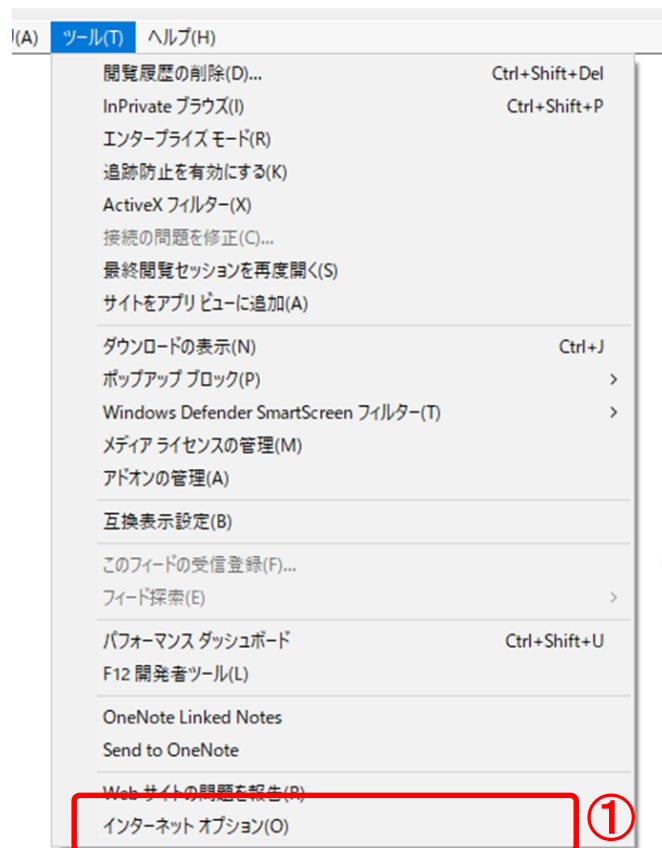 (A) ツール(T) ヘルプ(H)
閲覧履歴の削除(D)... Ctrl+Shift+Del
InPrivate ブラウズ(I) Ctrl+Shift+P
エンタープライズ モード(R)
追跡防止を有効にする(K)
ActiveX フィルター(X)
接続の問題を修正(C)...
最終閲覧セッションを再度開く(S)
サイトをアプリ ビューに追加(A)
ダウンロードの表示(N) Ctrl+J
ポップアップ ブロック(P)
Windows Defender SmartScreen フィルター(T)
メディア ライセンスの管理(M)
アドオンの管理(A)
互換表示設定(B)
このフィードの受信登録(F)...
フィード探索(E)
パフォーマンス ダッシュボード Ctrl+Shift+U
F12 開発者ツール(L)
OneNote Linked Notes
Send to OneNote
Web サイトの問題を報告(R)
インターネット オプション(O) ①